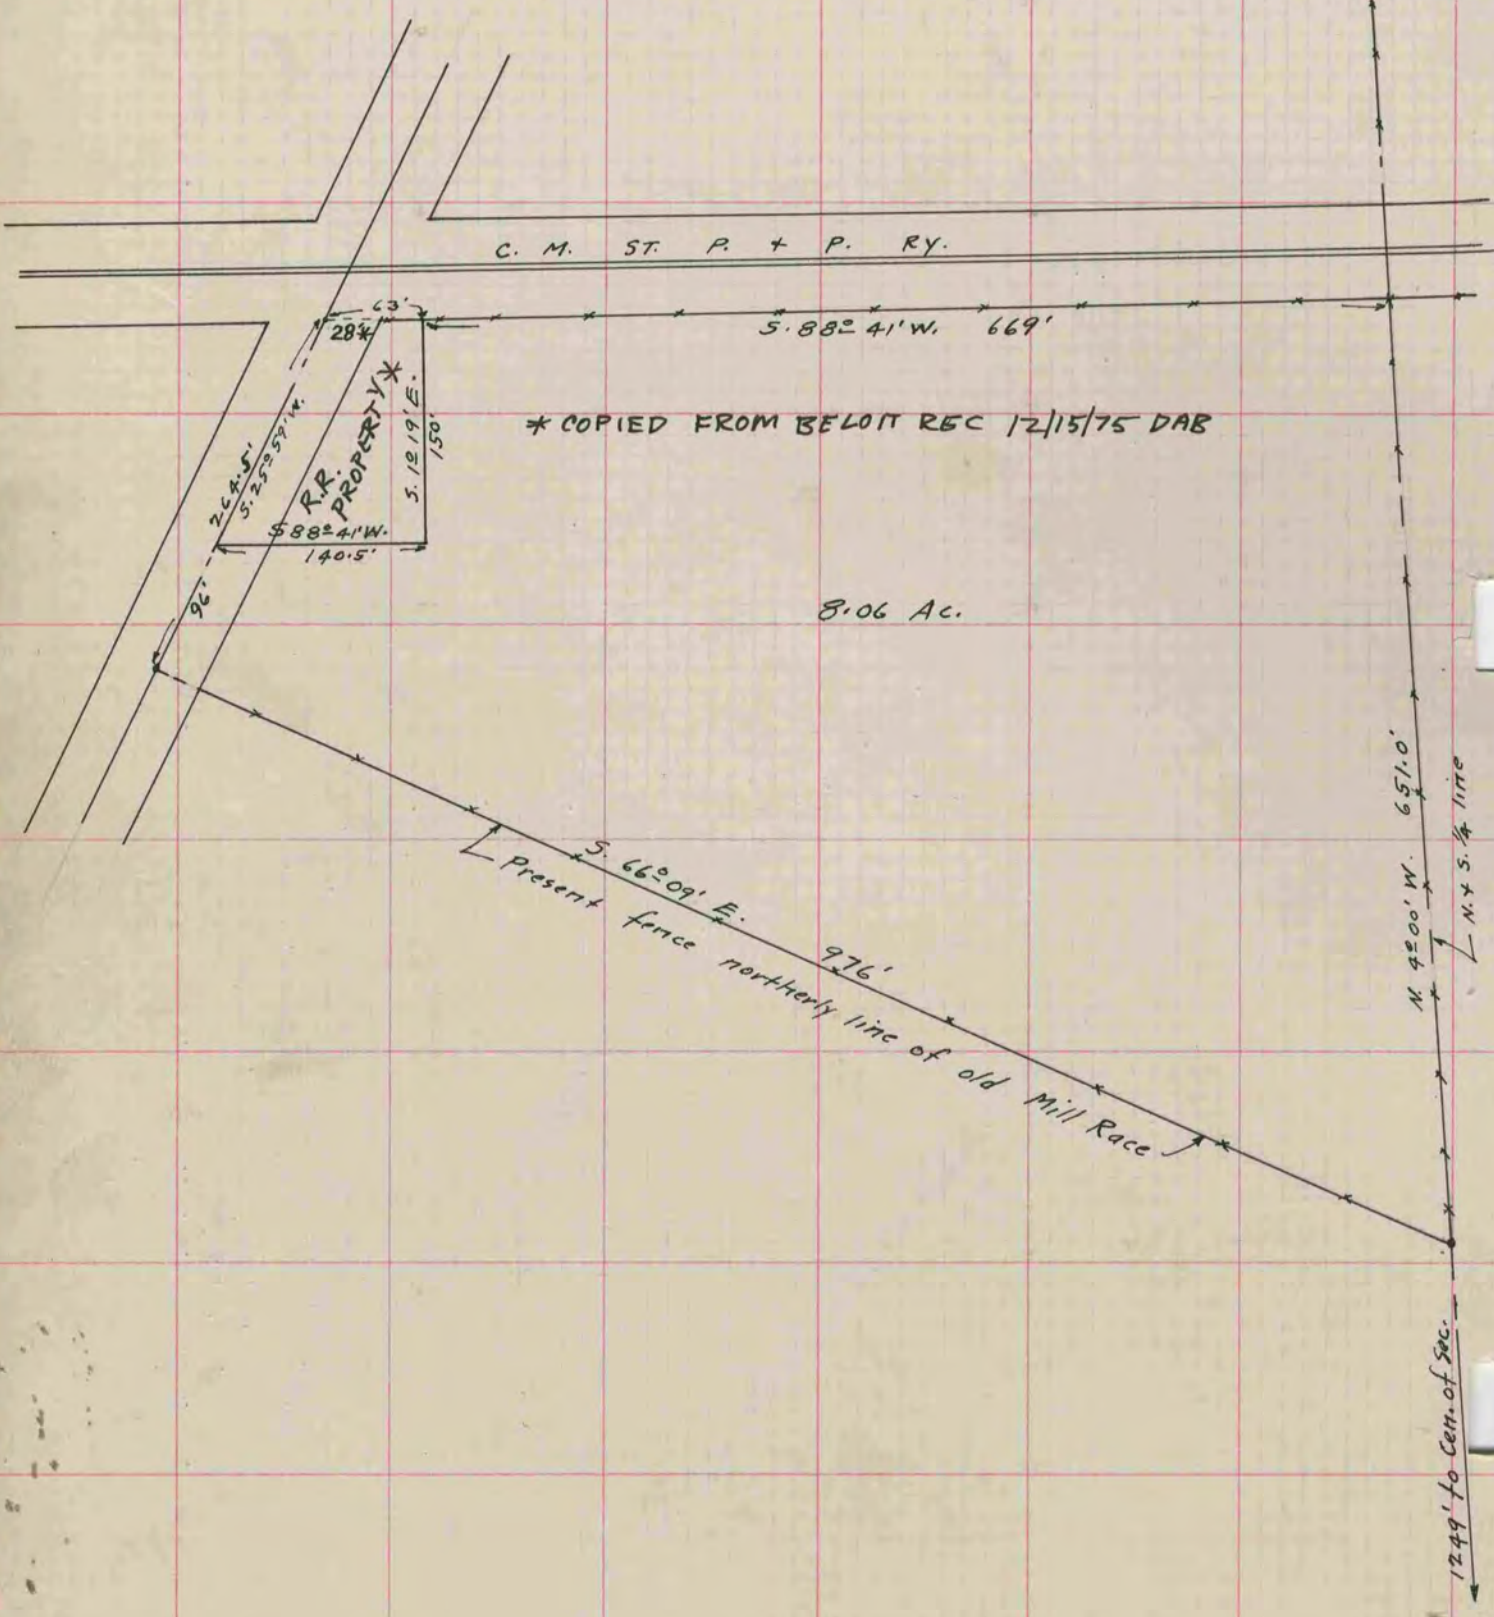 C. M. ST. P. + P. RY.
63'
28'*
S. 88° 41' W. 669'
* COPIED FROM BELOIT REC 12/15/75 DAB
264.5'
S. 25° 59' W.
R.R.
PROPERTY *
S. 1° 19' E.
150'
S 88° 41' W.
140.5'
96'
8.06 Ac.
N. 4° 00' W. 651.0'
N. + S. ¼ line
S. 66° 09' E.
976'
Present fence northerly line of old Mill Race
1249' to Cen. of Sec.